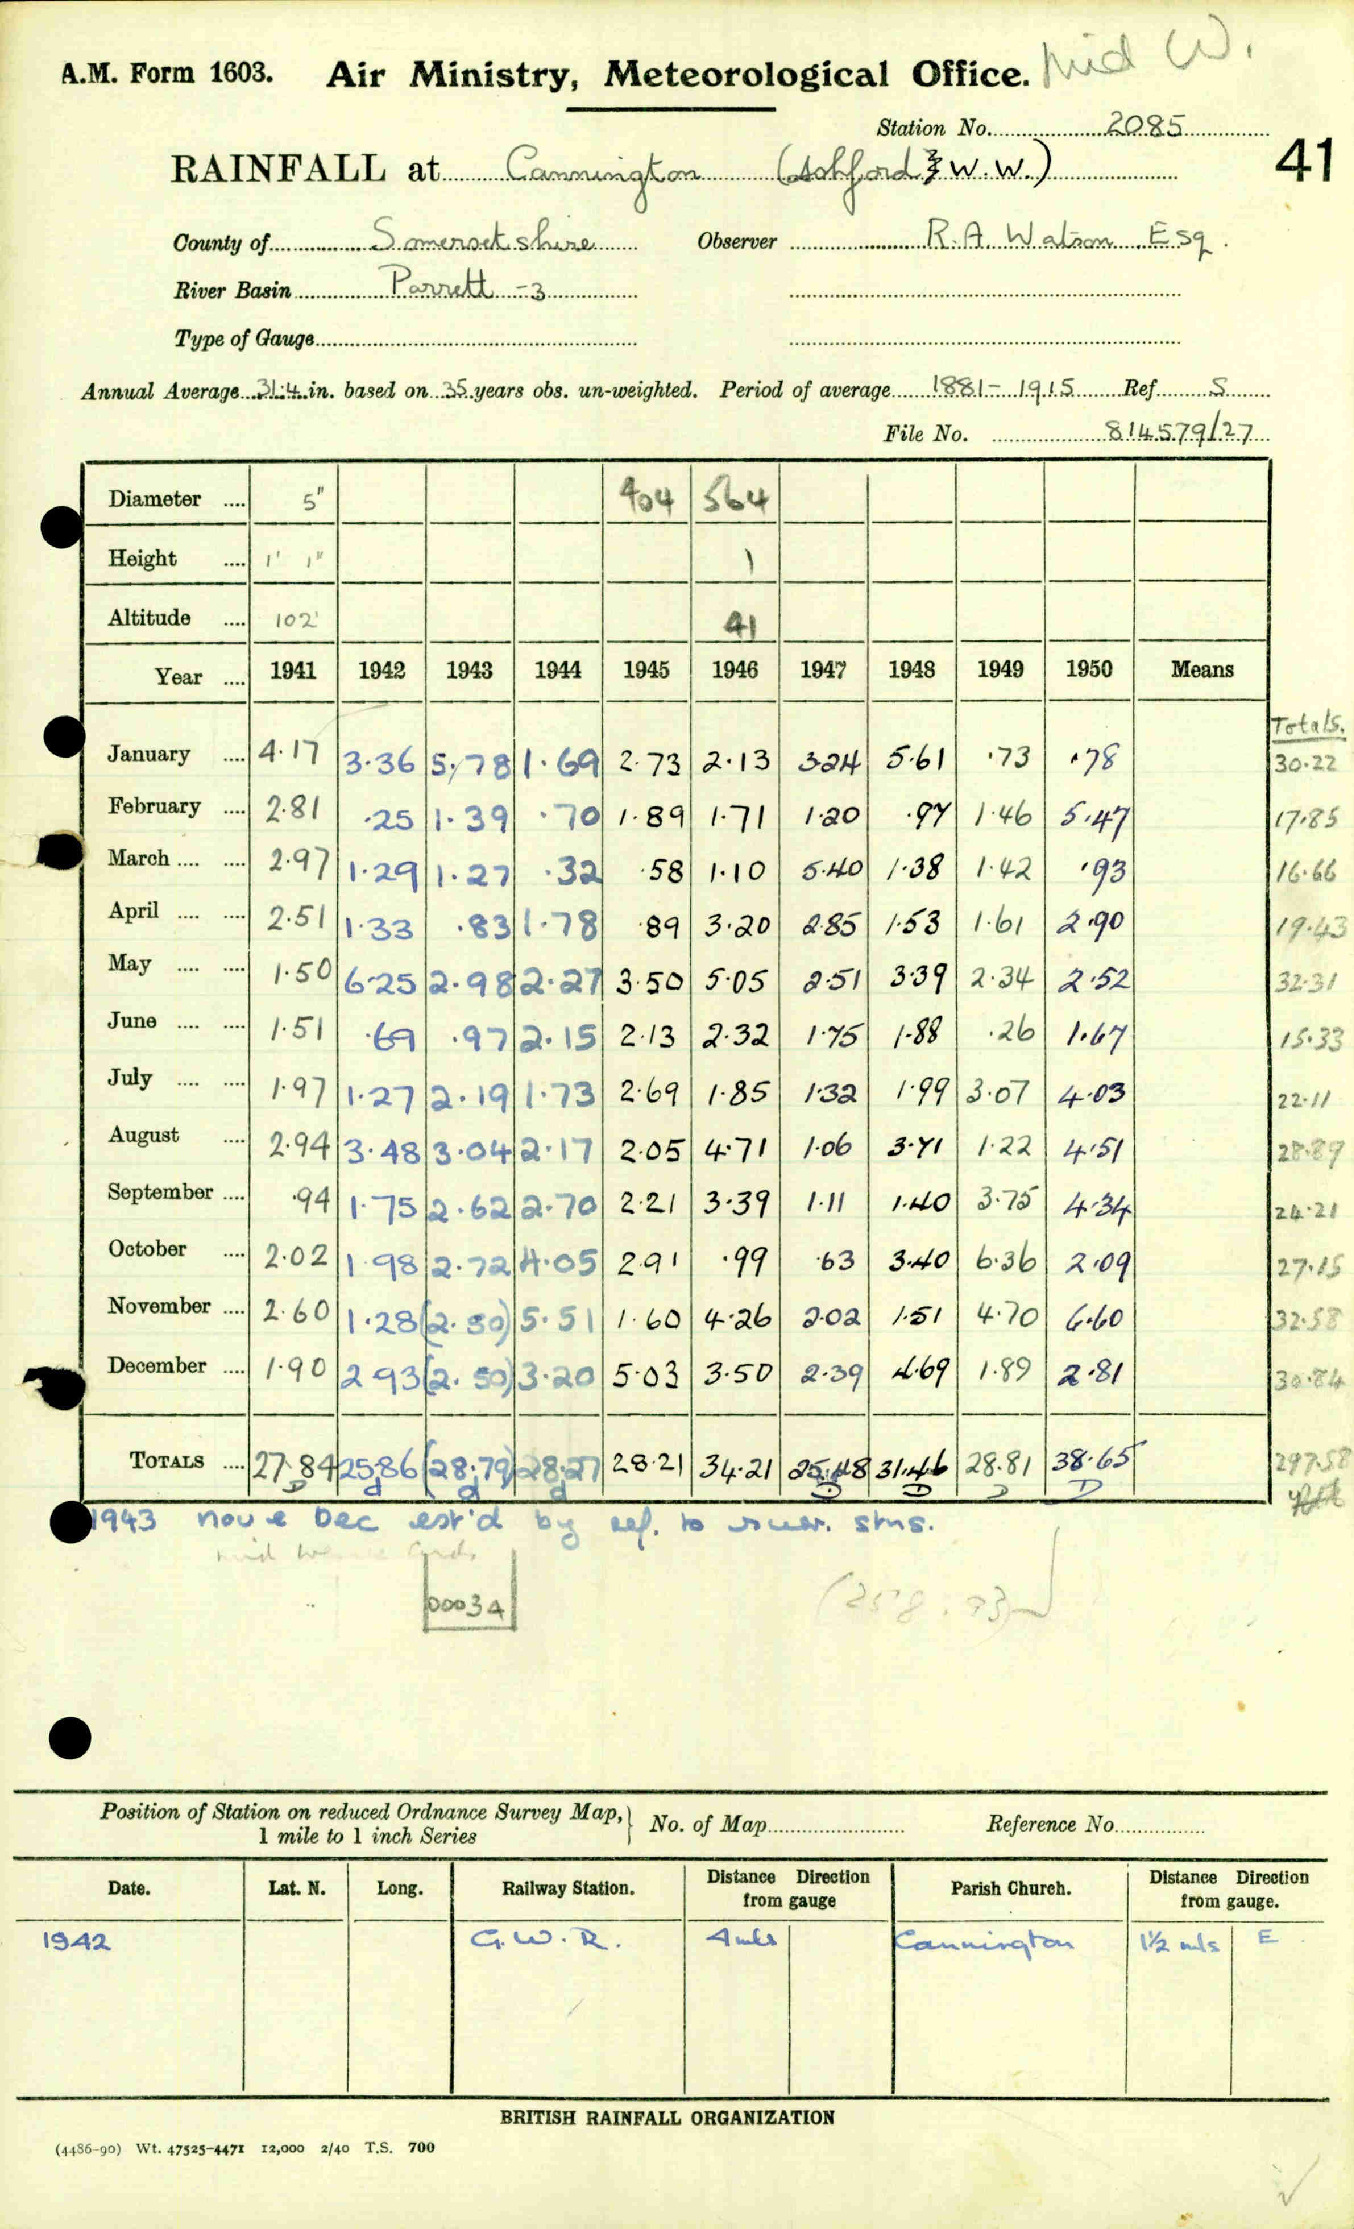 Mid W.
A.M. Form 1603. Air Ministry, Meteorological Office.
Station No. 2085
41
RAINFALL at Cannington (Ashford & W.W.)
County of Somersetshire Observer R.A. Watson Esq.
River Basin Parrett -3
Type of Gauge
Annual Average 31.4 in. based on 35 years obs. un-weighted. Period of average 1881-1915 Ref S
File No. 814579/27
Diameter .... 5" 404 564
Height .... 1' 1" 1
Altitude .... 102' 41
Year .... 1941 1942 1943 1944 1945 1946 1947 1948 1949 1950 Means
Totals.
January .... 4.17 3.36 5.78 1.69 2.73 2.13 3.24 5.61 .73 .78 30.22
February .... 2.81 .25 1.39 .70 1.89 1.71 1.20 .97 1.46 5.47 17.85
March .... .... 2.97 1.29 1.27 .32 .58 1.10 5.40 1.38 1.42 .93 16.66
April .... .... 2.51 1.33 .83 1.78 .89 3.20 2.85 1.53 1.61 2.90 19.43
May .... .... 1.50 6.25 2.98 2.27 3.50 5.05 2.51 3.39 2.34 2.52 32.31
June .... .... 1.51 .69 .97 2.15 2.13 2.32 1.75 1.88 .26 1.67 15.33
July .... .... 1.97 1.27 2.19 1.73 2.69 1.85 1.32 1.99 3.07 4.03 22.11
August .... 2.94 3.48 3.04 2.17 2.05 4.71 1.06 3.71 1.22 4.51 28.89
September .... .94 1.75 2.62 2.70 2.21 3.39 1.11 1.40 3.75 4.34 24.21
October .... 2.02 1.98 2.72 4.05 2.91 .99 .63 3.40 6.36 2.09 27.15
November .... 2.60 1.28 (2.50) 5.51 1.60 4.26 2.02 1.51 4.70 6.60 32.58
December .... 1.90 2.93 (2.50) 3.20 5.03 3.50 2.39 4.69 1.89 2.81 30.84
TOTALS .... 27.84 25.86 (28.79) 28.27 28.21 34.21 25.48 31.46 28.81 38.65 297.58
D d d d D D D D
1943 Nov & Dec est'd by ref. to surr. stns.
00034
Position of Station on reduced Ordnance Survey Map,
1 mile to 1 inch Series
No. of Map Reference No.
Date. Lat. N. Long. Railway Station. Distance Direction from gauge Parish Church. Distance Direction from gauge.
1942 G.W.R. 4 mls Cannington 1½ mls E
BRITISH RAINFALL ORGANIZATION
(4486-90) Wt. 47525-4471 12,000 2/40 T.S. 700